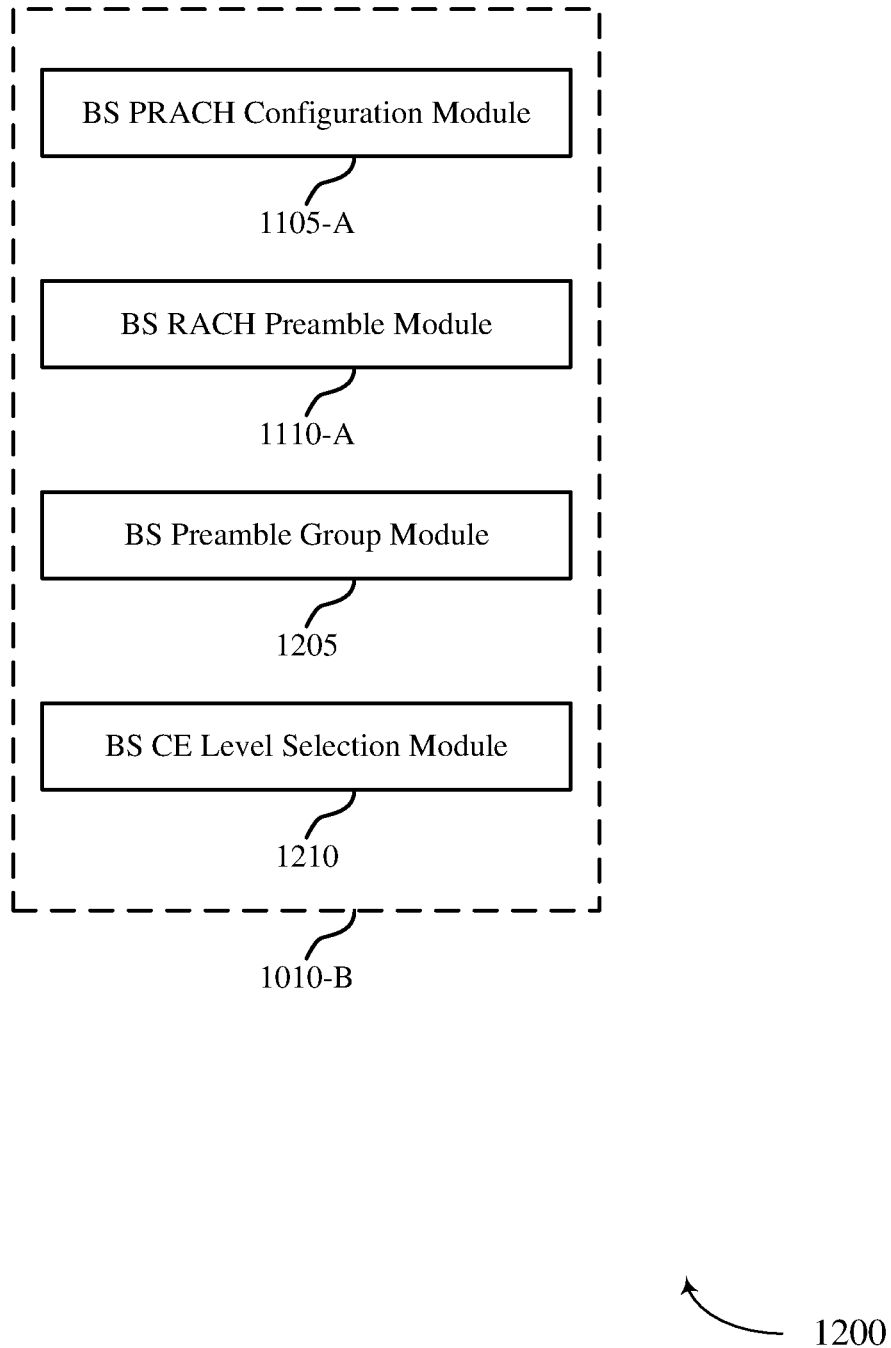 BS PRACH Configuration Module
1105-A
BS RACH Preamble Module
1110-A
BS Preamble Group Module
1205
BS CE Level Selection Module
1210
1010-B
1200